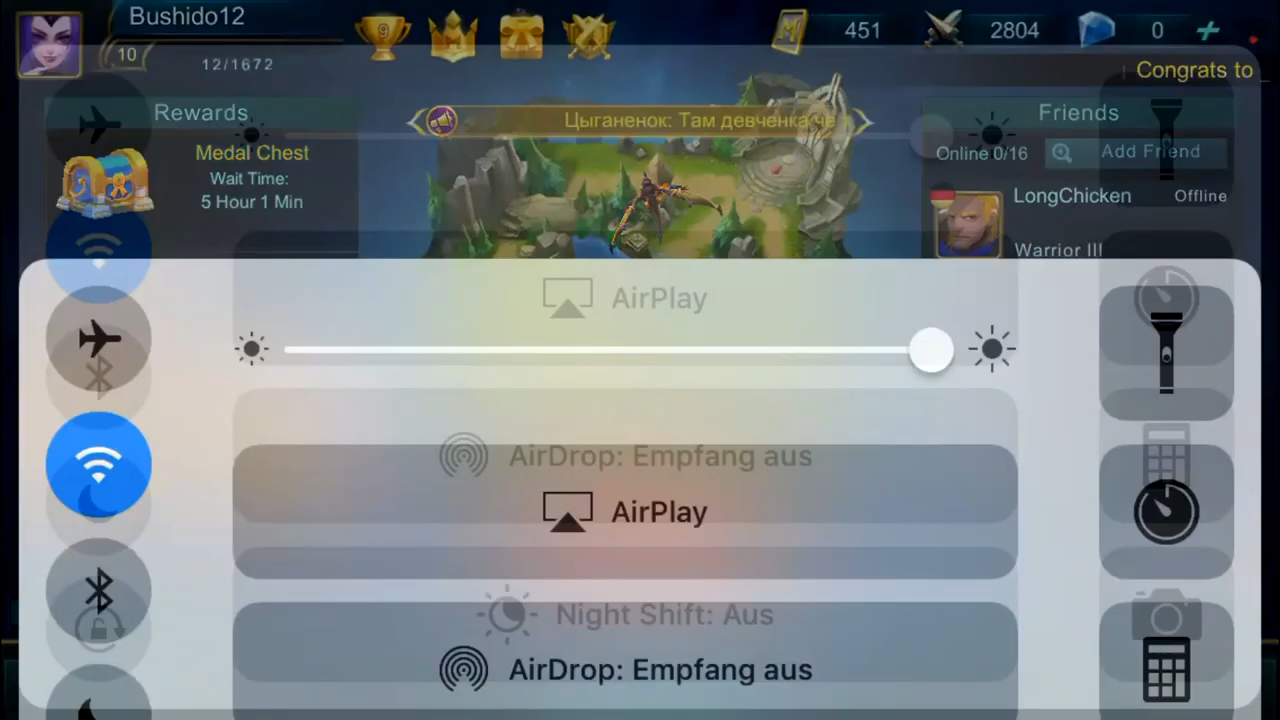 Bushido12
9
451
2804
0
10
12/1672
Congrats to
Rewards
Цыганенок: Там девченка че
Friends
Medal Chest
Wait Time:
5 Hour 1 Min
Online 0/16
Add Friend
LongChicken
Offline
Warrior III
AirPlay
AirDrop: Empfang aus
AirPlay
Night Shift: Aus
AirDrop: Empfang aus